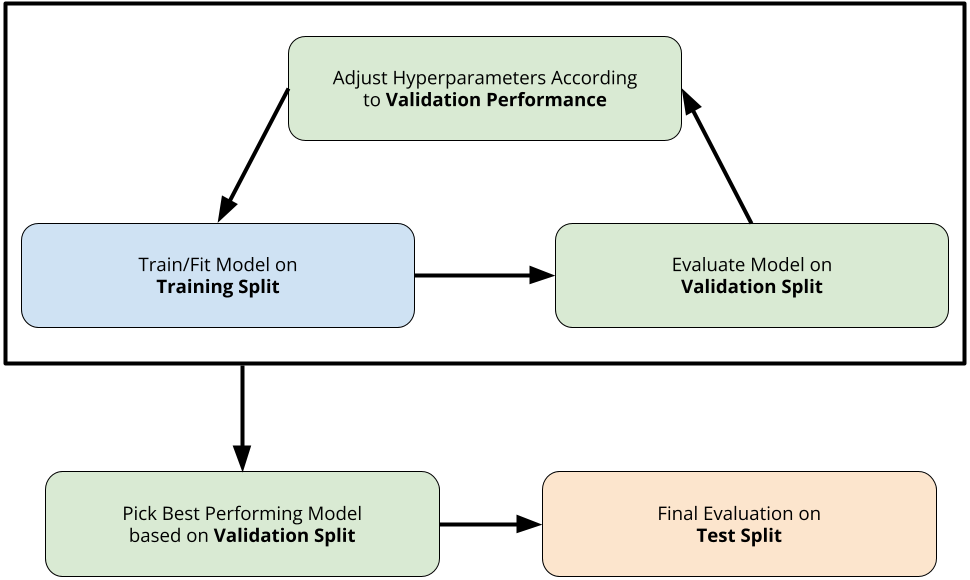 Adjust Hyperparameters According
to Validation Performance
Train/Fit Model on
Training Split
Evaluate Model on
Validation Split
Pick Best Performing Model
based on Validation Split
Final Evaluation on
Test Split